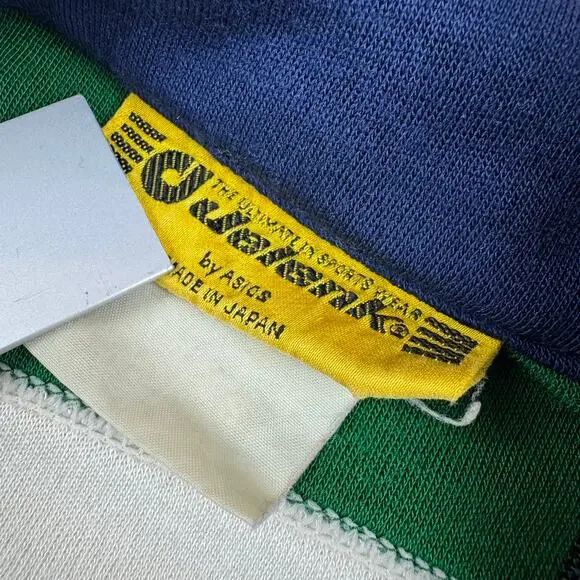 THE ULTIMATE IN SPORTS WEAR
Jelenk®
by ASICS
MADE IN JAPAN